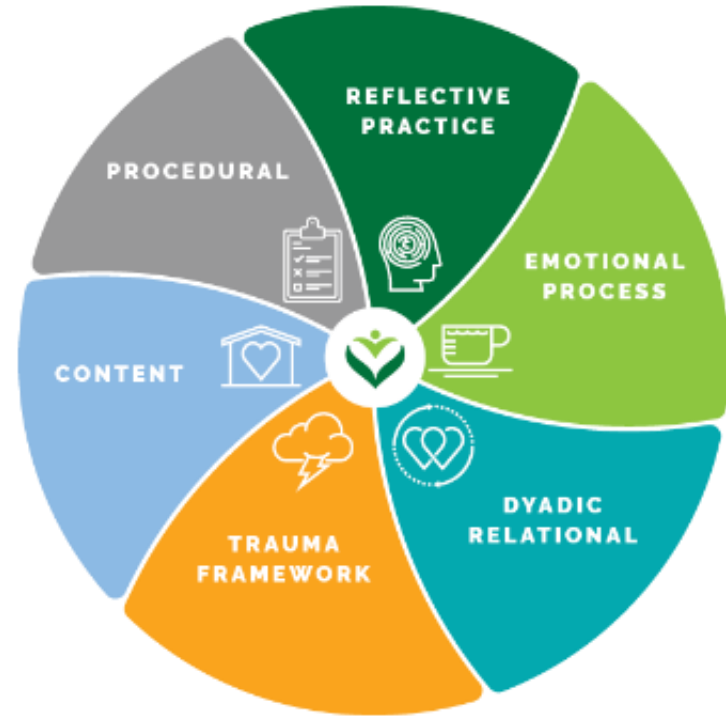 REFLECTIVE
PRACTICE
EMOTIONAL
PROCESS
DYADIC
RELATIONAL
TRAUMA
FRAMEWORK
CONTENT
PROCEDURAL